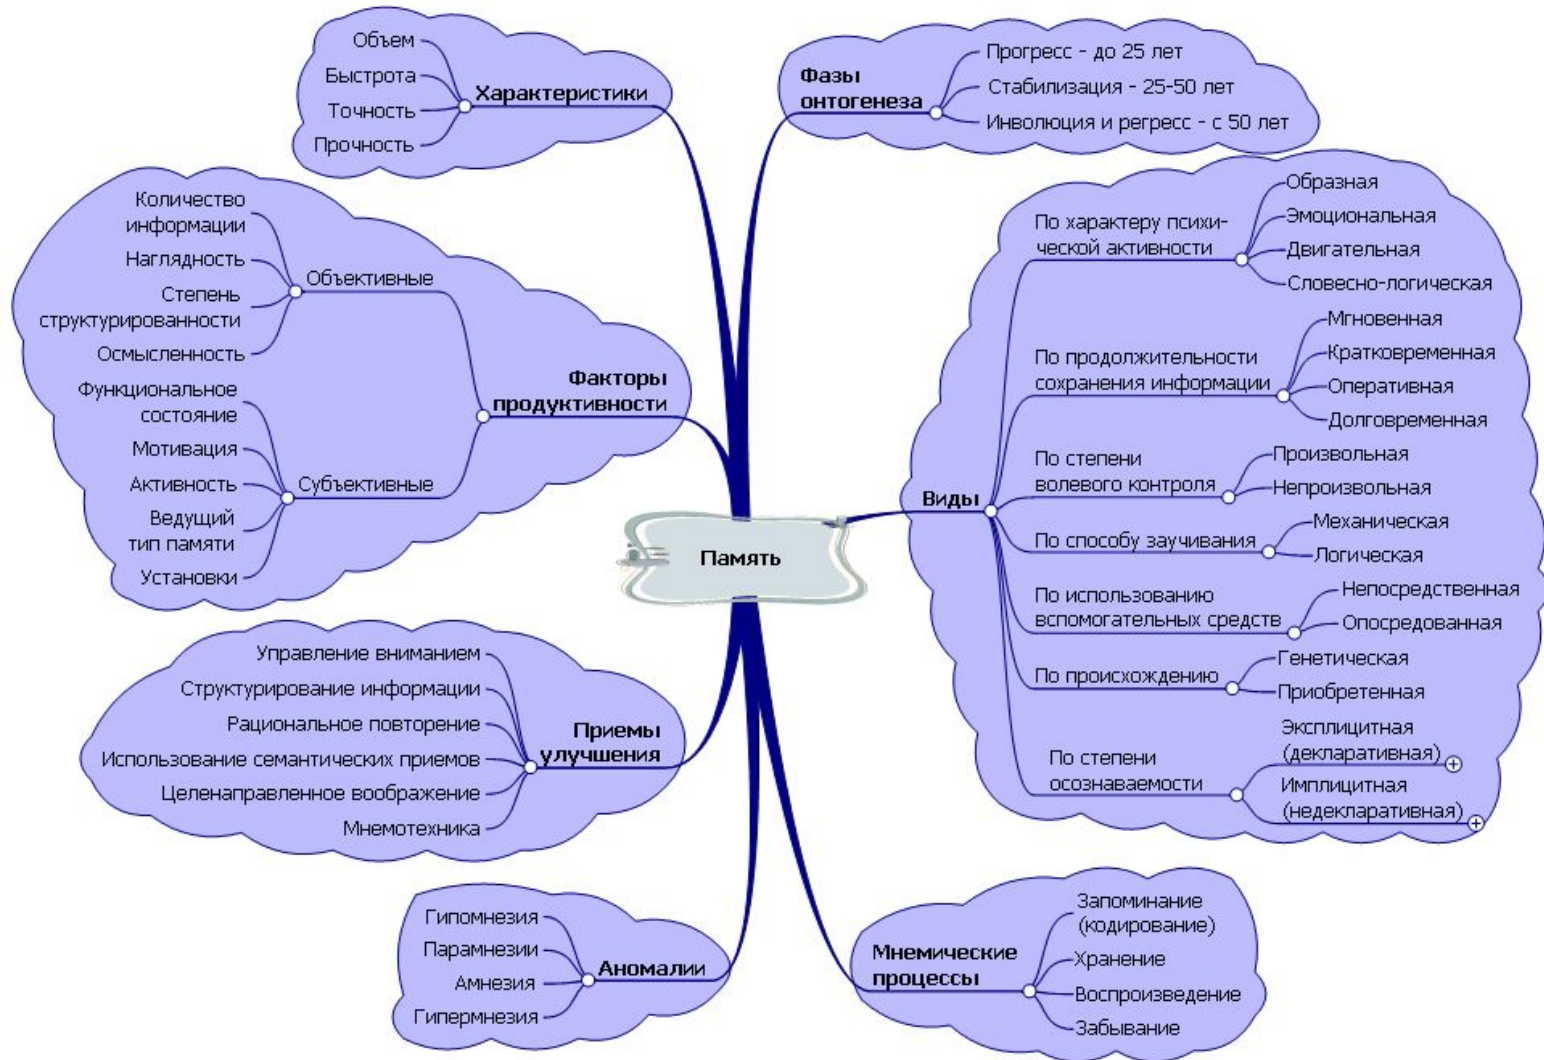 Память
Характеристики
Объем
Быстрота
Точность
Прочность
Факторы
продуктивности
Объективные
Количество
информации
Наглядность
Степень
структурированности
Осмысленность
Субъективные
Функциональное
состояние
Мотивация
Активность
Ведущий
тип памяти
Установки
Приемы
улучшения
Управление вниманием
Структурирование информации
Рациональное повторение
Использование семантических приемов
Целенаправленное воображение
Мнемотехника
Аномалии
Гипомнезия
Парамнезии
Амнезия
Гипермнезия
Фазы
онтогенеза
Прогресс - до 25 лет
Стабилизация - 25-50 лет
Инволюция и регресс - с 50 лет
Виды
По характеру психи-
ческой активности
Образная
Эмоциональная
Двигательная
Словесно-логическая
По продолжительности
сохранения информации
Мгновенная
Кратковременная
Оперативная
Долговременная
По степени
волевого контроля
Произвольная
Непроизвольная
По способу заучивания
Механическая
Логическая
По использованию
вспомогательных средств
Непосредственная
Опосредованная
По происхождению
Генетическая
Приобретенная
По степени
осознаваемости
Эксплицитная
(декларативная)
Имплицитная
(недекларативная)
Мнемические
процессы
Запоминание
(кодирование)
Хранение
Воспроизведение
Забывание